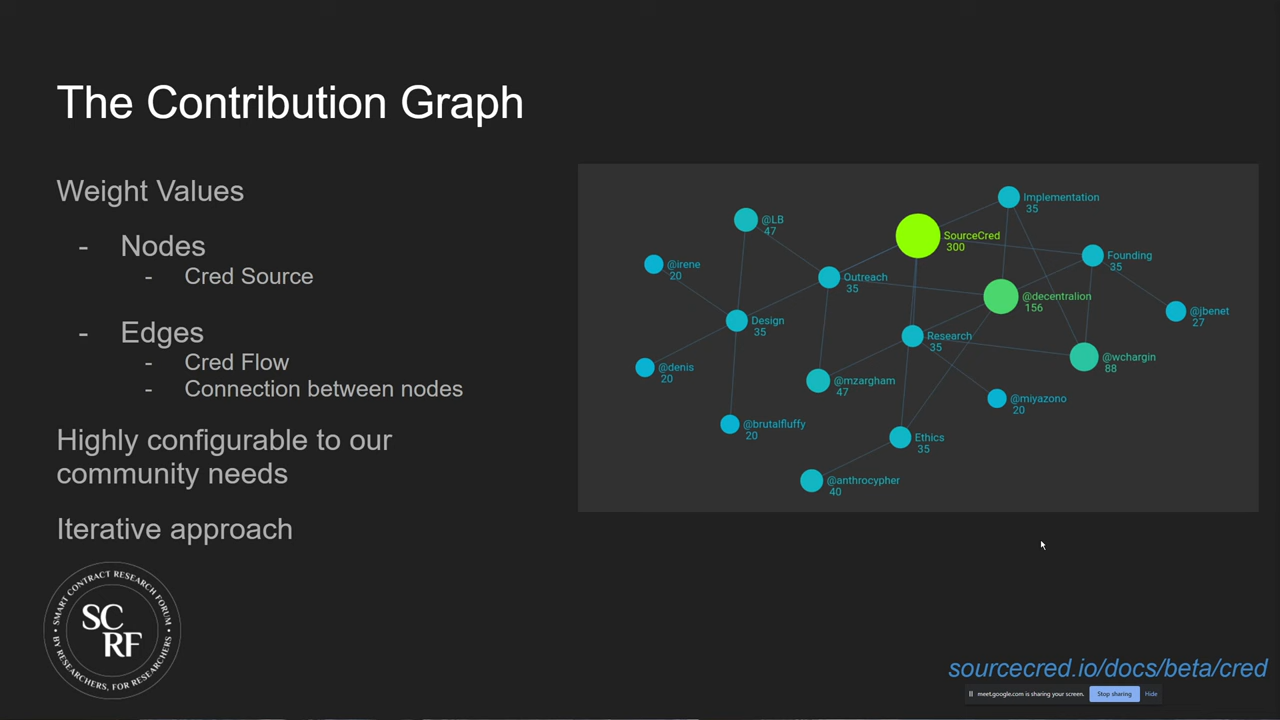 The Contribution Graph
Weight Values
- Nodes
- Cred Source
- Edges
- Cred Flow
- Connection between nodes
Highly configurable to our
community needs
Iterative approach
@LB
47
@irene
20
Design
35
@denis
20
@brutalfluffy
20
Outreach
35
SourceCred
300
Implementation
35
Founding
35
@decentralion
156
@jbenet
27
Research
35
@wchargin
88
@mzargham
47
@miyazono
20
Ethics
35
@anthrocypher
40
SMART CONTRACT RESEARCH FORUM
SC
RF
BY RESEARCHERS, FOR RESEARCHERS
sourcecred.io/docs/beta/cred
meet.google.com is sharing your screen.
Stop sharing
Hide